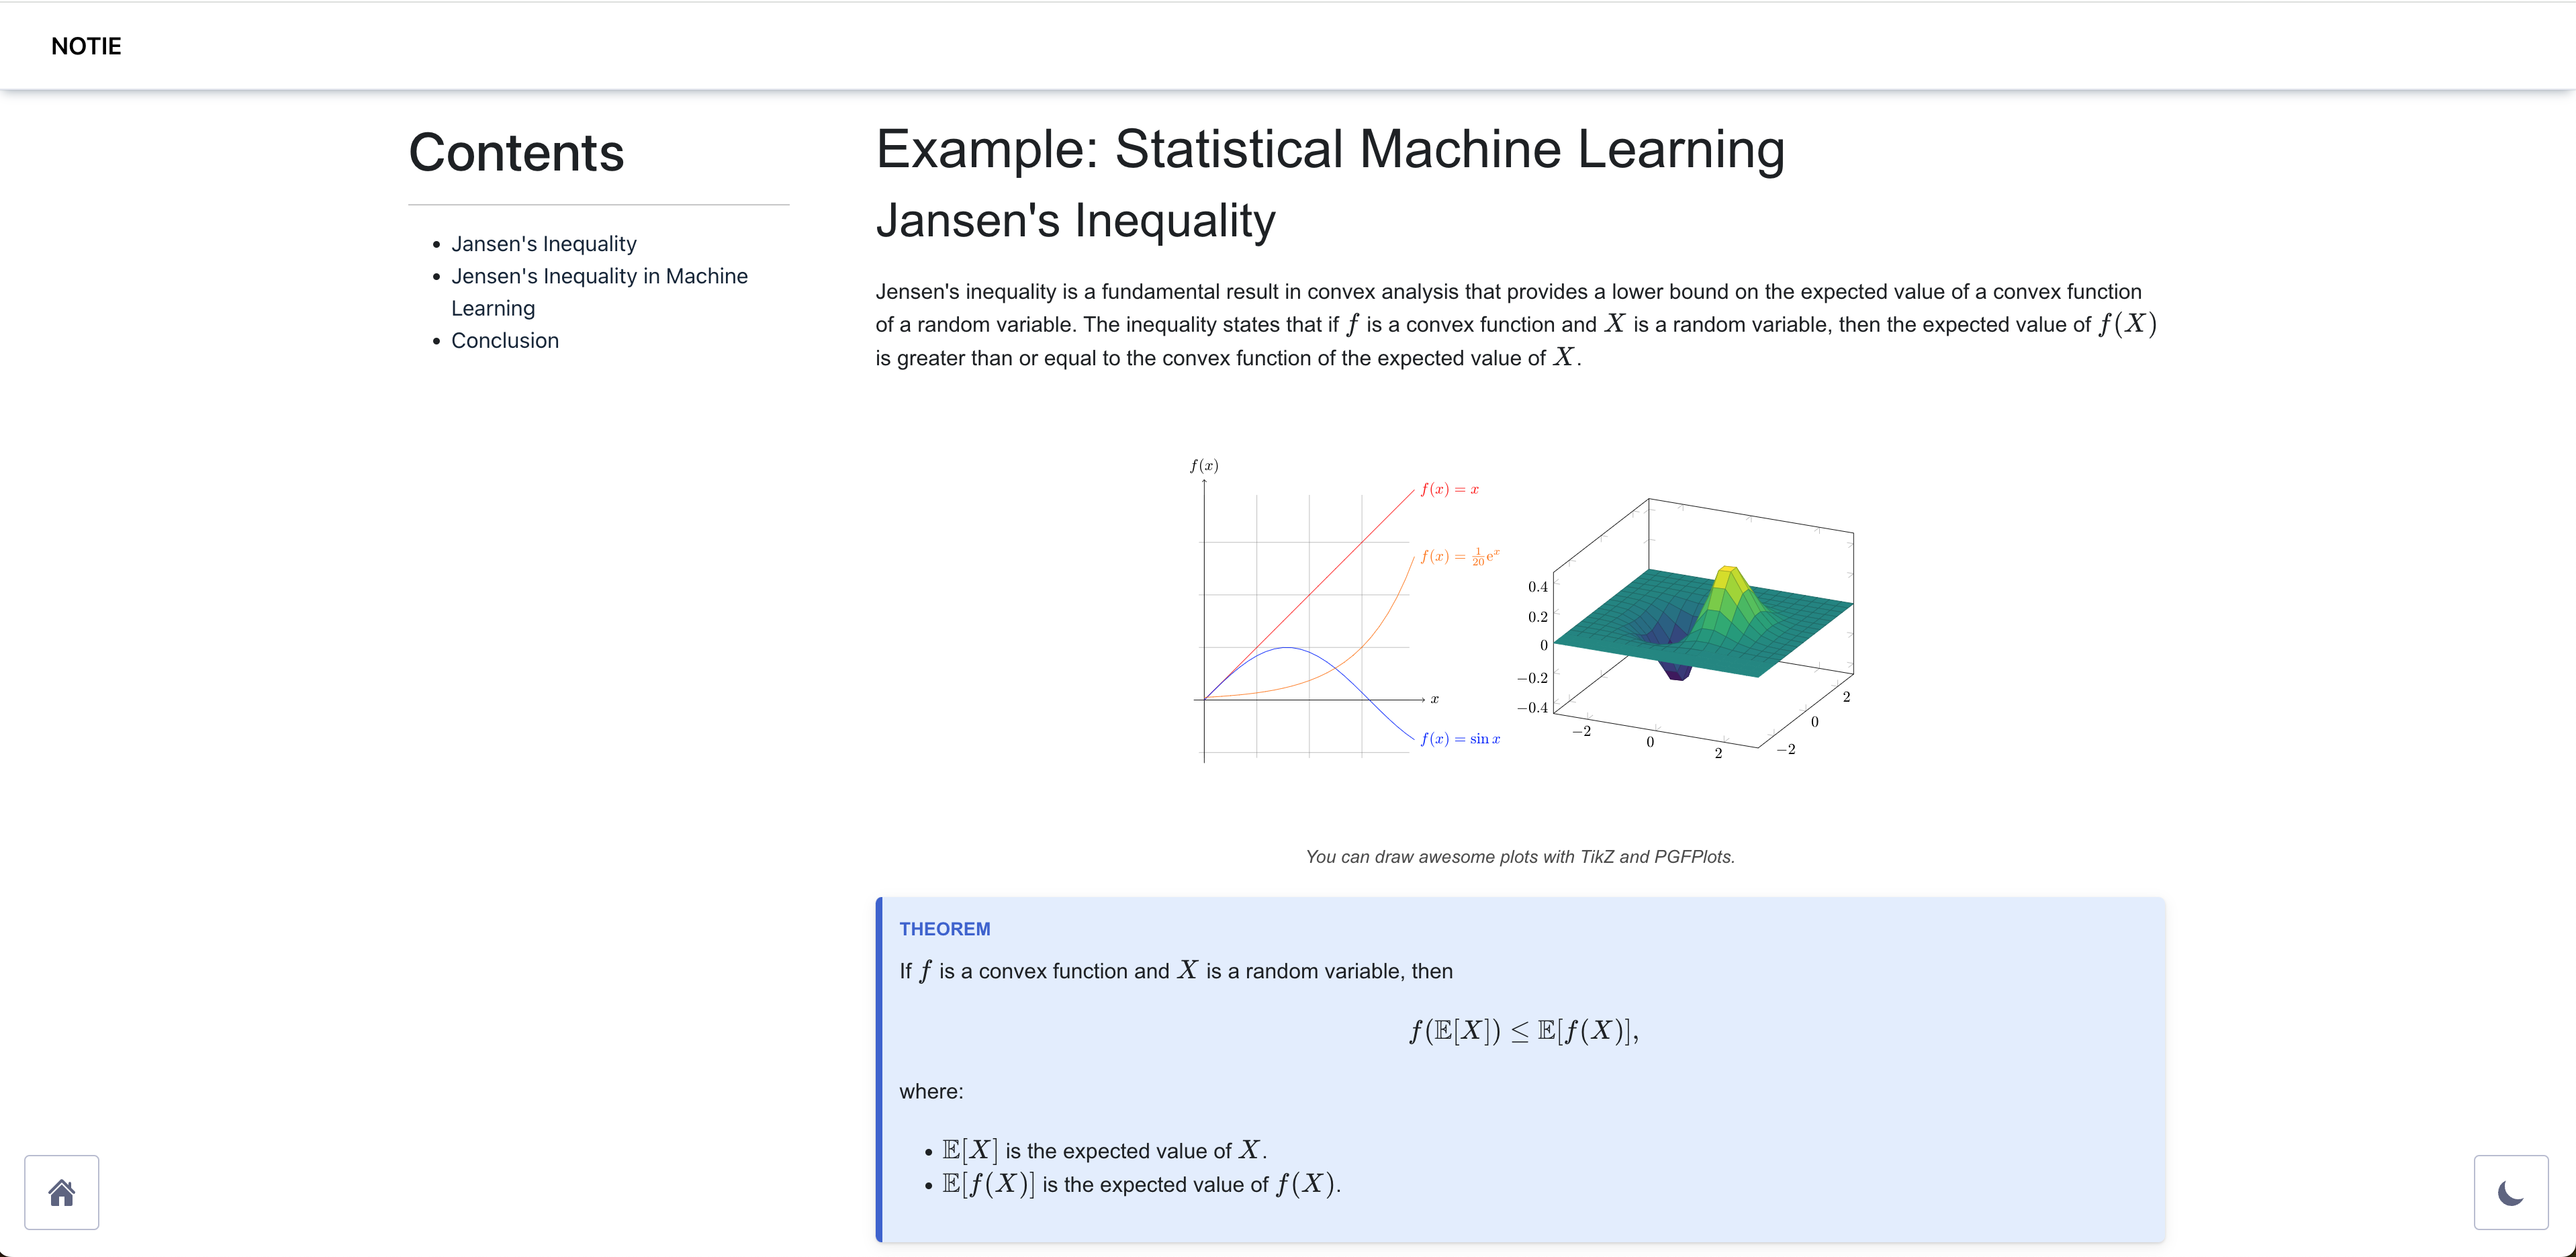 NOTIE
Contents
Jansen's Inequality
Jensen's Inequality in Machine
Learning
Conclusion
Example: Statistical Machine Learning
Jansen's Inequality
Jensen's inequality is a fundamental result in convex analysis that provides a lower bound on the expected value of a convex function
of a random variable. The inequality states that if f is a convex function and X is a random variable, then the expected value of f(X)
is greater than or equal to the convex function of the expected value of X.
f(x)
f(x) = x
f(x) = 1/20 e^x
x
f(x) = sin x
0.4
0.2
0
−0.2
−0.4
−2
0
2
−2
0
2
You can draw awesome plots with TikZ and PGFPlots.
THEOREM
If f is a convex function and X is a random variable, then
f(𝔼[X]) ≤ 𝔼[f(X)],
where:
• 𝔼[X] is the expected value of X.
• 𝔼[f(X)] is the expected value of f(X).